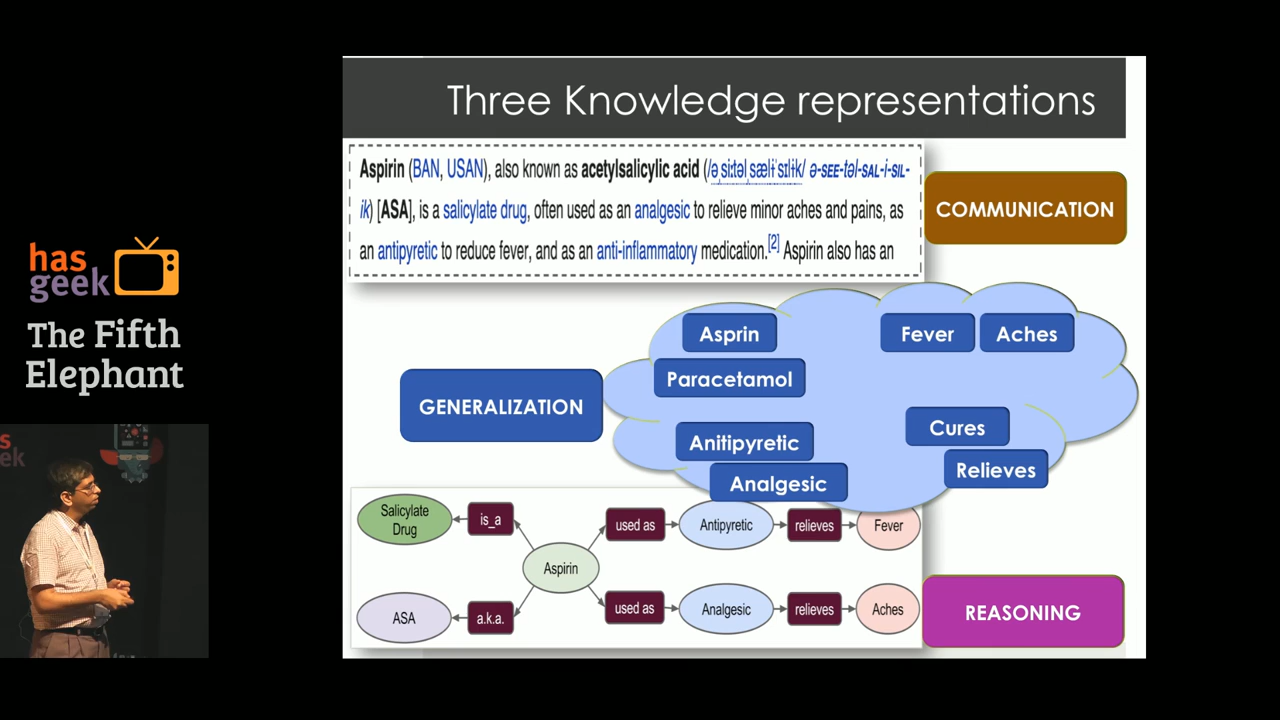 Three Knowledge representations
Aspirin (BAN, USAN), also known as acetylsalicylic acid (/əˌsiːtəlˌsælɨˈsɪlɨk/ ə-SEE-təl-SAL-i-SIL-
ik) [ASA], is a salicylate drug, often used as an analgesic to relieve minor aches and pains, as
an antipyretic to reduce fever, and as an anti-inflammatory medication.[2] Aspirin also has an
COMMUNICATION
has
geek
The Fifth
Elephant
GENERALIZATION
Asprin
Paracetamol
Fever
Aches
Anitipyretic
Analgesic
Cures
Relieves
Salicylate
Drug
is_a
Aspirin
used as
Antipyretic
relieves
Fever
ASA
a.k.a.
used as
Analgesic
relieves
Aches
REASONING
s
ek